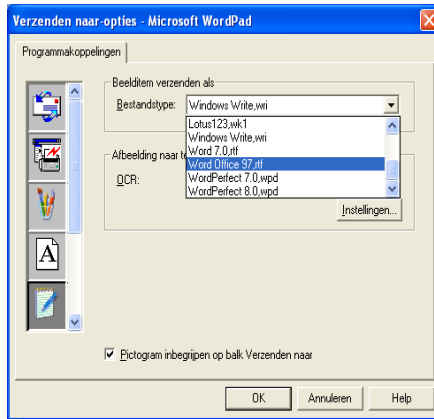 Verzenden naar-opties - Microsoft WordPad
Programmakoppelingen
Beelditem verzenden als
Bestandstype:
Windows Write,wri
Lotus123,wk1
Windows Write,wri
Word 7.0,rtf
Word Office 97,rtf
WordPerfect 7.0,wpd
WordPerfect 8.0,wpd
Afbeelding naar
OCR:
Instellingen...
A
Pictogram inbegrijpen op balk Verzenden naar
OK Annuleren Help